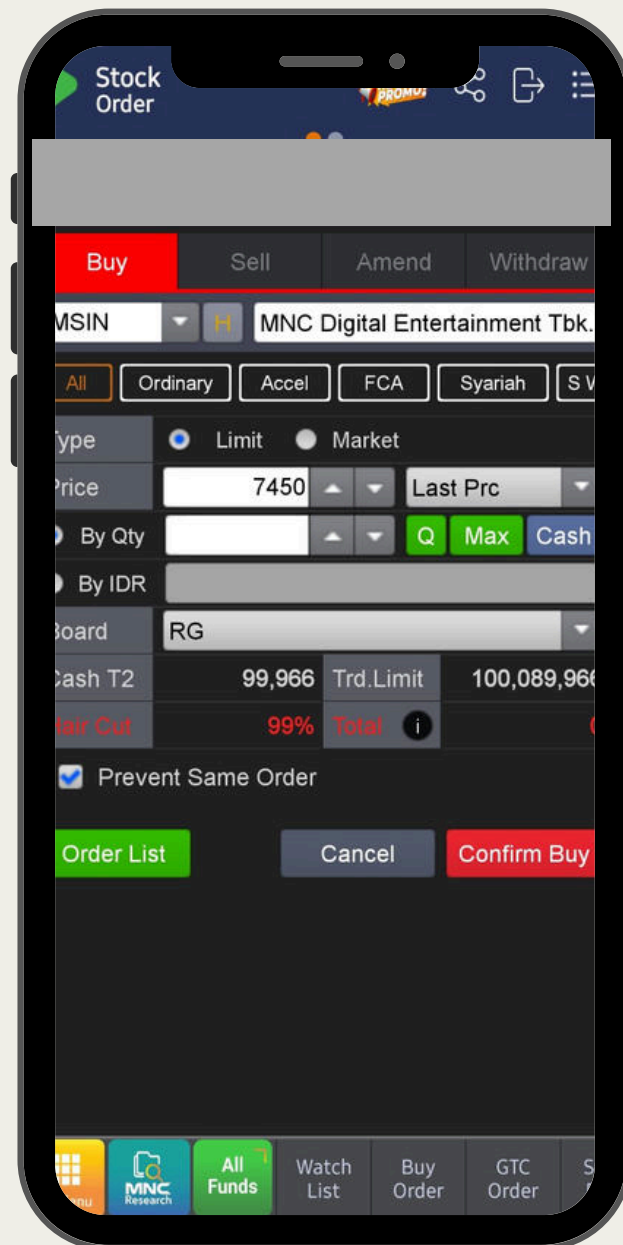 Stock
Order
PROMO!
Buy Sell Amend Withdraw
MSIN H MNC Digital Entertainment Tbk.
All Ordinary Accel FCA Syariah S
Type Limit Market
Price 7450 Last Prc
By Qty Q Max Cash
By IDR
Board RG
Cash T2 99,966 Trd.Limit 100,089,966
Hair Cut 99% Total i 0
Prevent Same Order
Order List Cancel Confirm Buy
Menu MNC Research All Funds Watch List Buy Order GTC Order